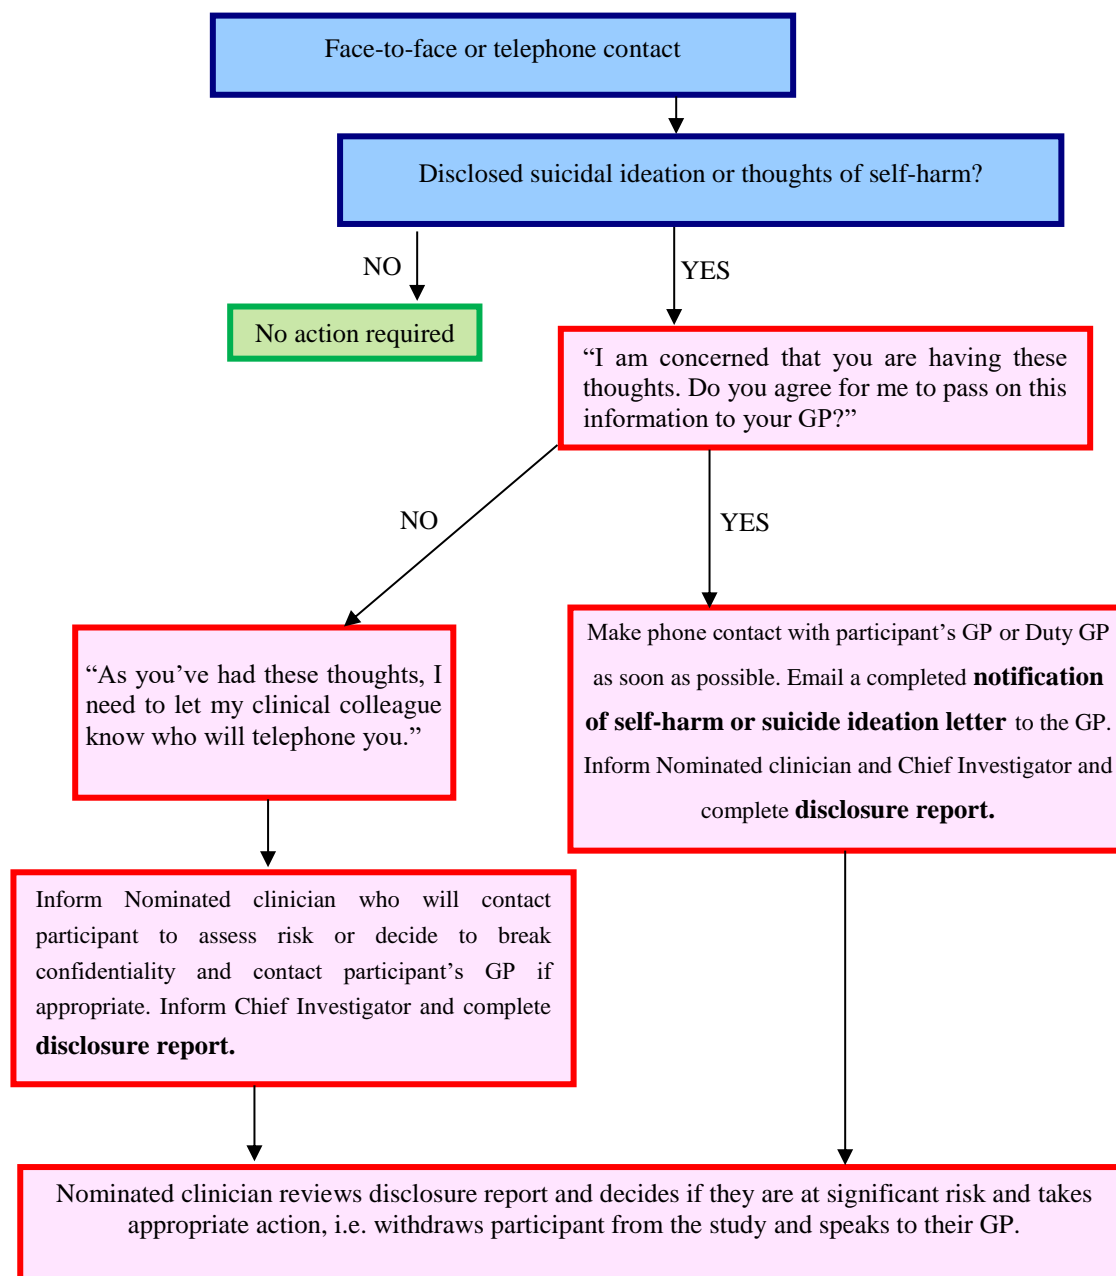 Face-to-face or telephone contact
Disclosed suicidal ideation or thoughts of self-harm?
NO
YES
No action required
“I am concerned that you are having these
thoughts. Do you agree for me to pass on this
information to your GP?”
NO
YES
“As you’ve had these thoughts, I
need to let my clinical colleague
know who will telephone you.”
Make phone contact with participant’s GP or Duty GP
as soon as possible. Email a completed notification
of self-harm or suicide ideation letter to the GP.
Inform Nominated clinician and Chief Investigator and
complete disclosure report.
Inform Nominated clinician who will contact
participant to assess risk or decide to break
confidentiality and contact participant’s GP if
appropriate. Inform Chief Investigator and complete
disclosure report.
Nominated clinician reviews disclosure report and decides if they are at significant risk and takes
appropriate action, i.e. withdraws participant from the study and speaks to their GP.